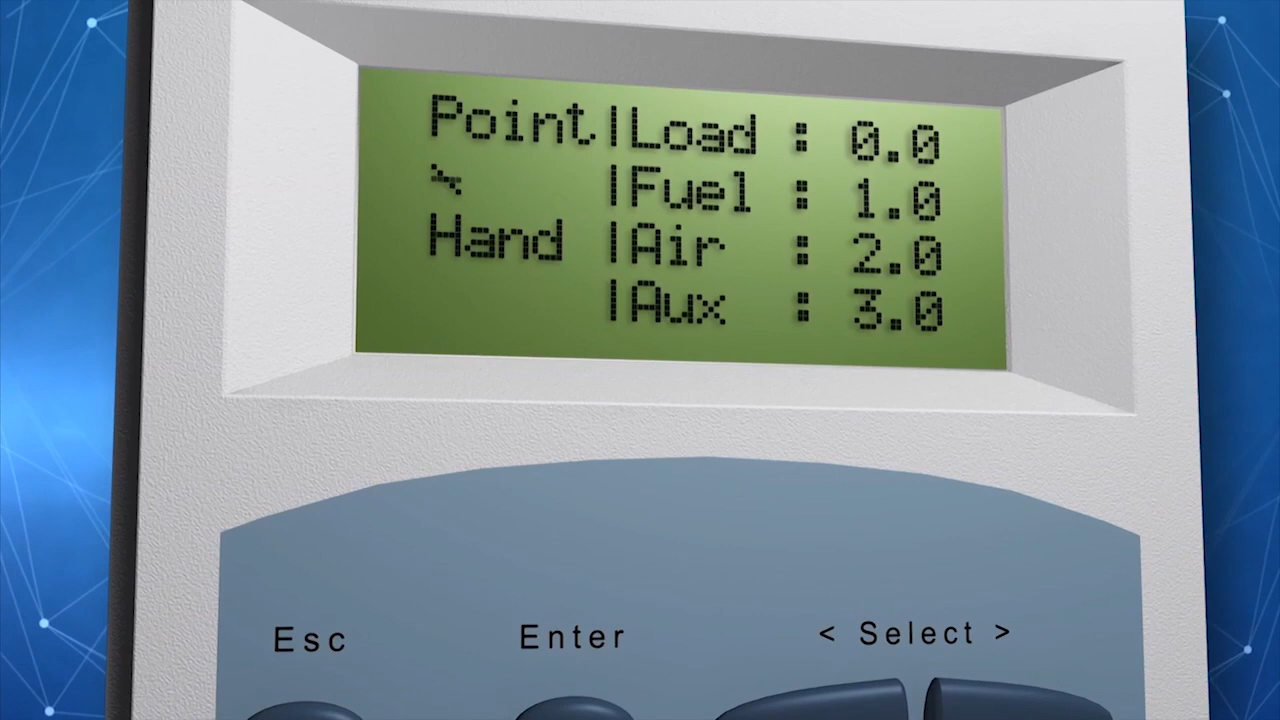 Point|Load : 0.0
|Fuel : 1.0
Hand |Air : 2.0
|Aux : 3.0
Esc Enter < Select >